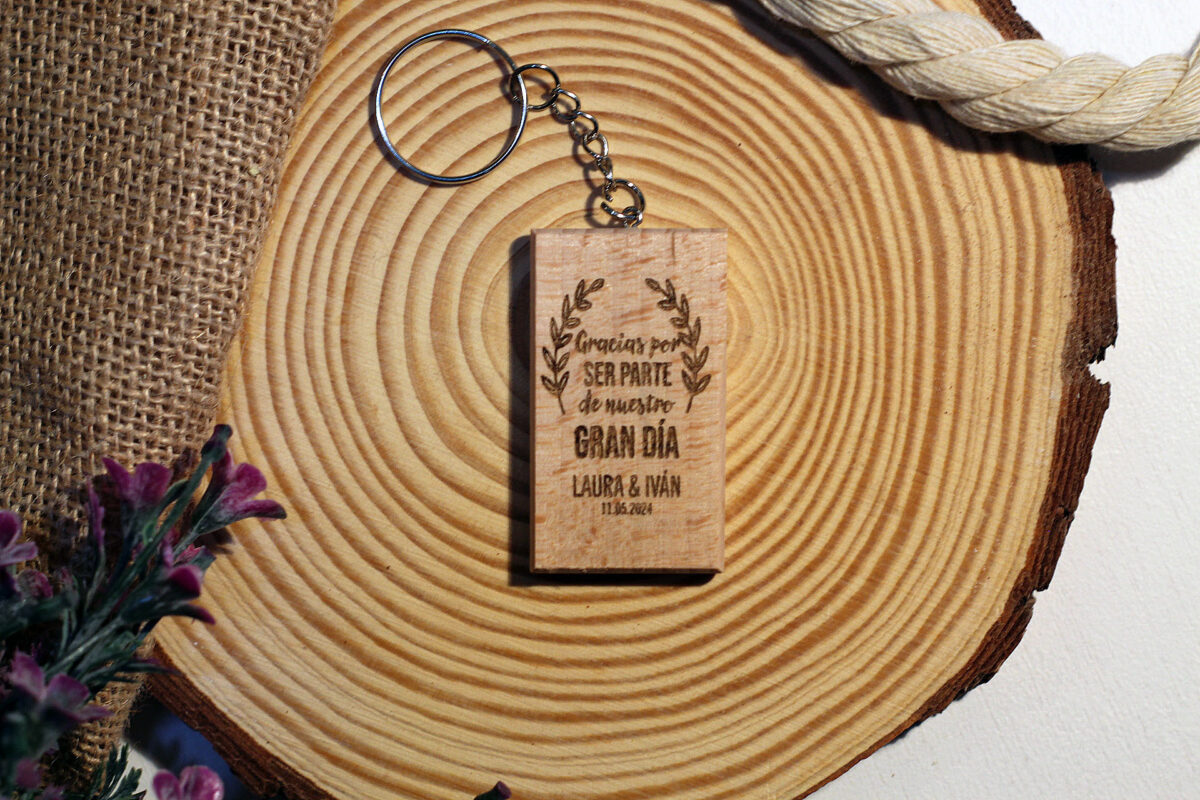 Gracias por
SER PARTE
de nuestro
GRAN DÍA
LAURA & IVÁN
11.05.2024